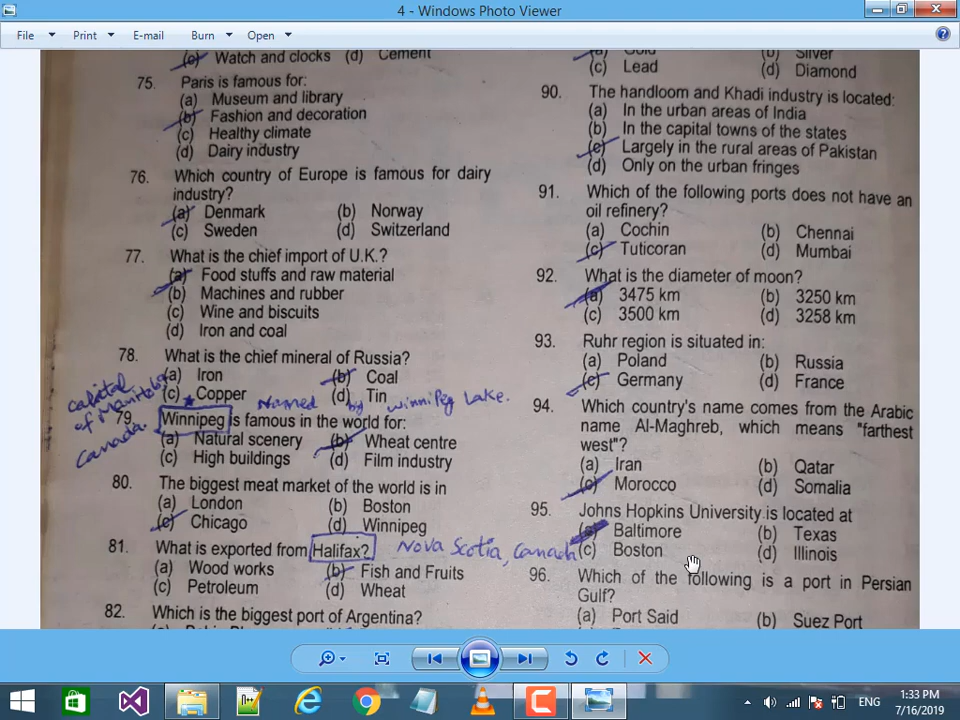 4 - Windows Photo Viewer
File Print E-mail Burn Open
(c) Watch and clocks (d) Cement
75. Paris is famous for:
(a) Museum and library
(b) Fashion and decoration
(c) Healthy climate
(d) Dairy industry
76. Which country of Europe is famous for dairy
industry?
(a) Denmark (b) Norway
(c) Sweden (d) Switzerland
77. What is the chief import of U.K.?
(a) Food stuffs and raw material
(b) Machines and rubber
(c) Wine and biscuits
(d) Iron and coal
78. What is the chief mineral of Russia?
(a) Iron (b) Coal
(c) Copper (d) Tin
Capital
of Manitoba
Canada.
Named by Winnipeg Lake.
79. Winnipeg is famous in the world for:
(a) Natural scenery (b) Wheat centre
(c) High buildings (d) Film industry
80. The biggest meat market of the world is in
(a) London (b) Boston
(c) Chicago (d) Winnipeg
81. What is exported from Halifax? Nova Scotia, Canada
(a) Wood works (b) Fish and Fruits
(c) Petroleum (d) Wheat
82. Which is the biggest port of Argentina?
(a) Gold (b) Silver
(c) Lead (d) Diamond
90. The handloom and Khadi industry is located:
(a) In the urban areas of India
(b) In the capital towns of the states
(c) Largely in the rural areas of Pakistan
(d) Only on the urban fringes
91. Which of the following ports does not have an
oil refinery?
(a) Cochin (b) Chennai
(c) Tuticoran (d) Mumbai
92. What is the diameter of moon?
(a) 3475 km (b) 3250 km
(c) 3500 km (d) 3258 km
93. Ruhr region is situated in:
(a) Poland (b) Russia
(c) Germany (d) France
94. Which country's name comes from the Arabic
name Al-Maghreb, which means "farthest
west"?
(a) Iran (b) Qatar
(c) Morocco (d) Somalia
95. Johns Hopkins University is located at
(a) Baltimore (b) Texas
(c) Boston (d) Illinois
96. Which of the following is a port in Persian
Gulf?
(a) Port Said (b) Suez Port
ENG
1:33 PM
7/16/2019